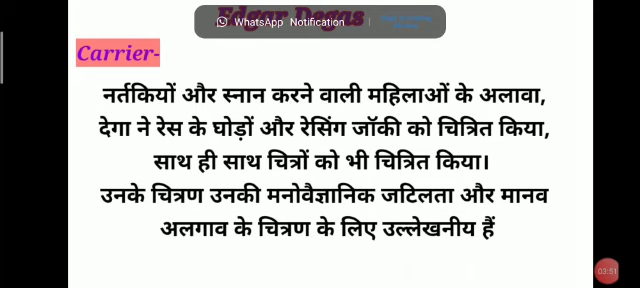 WhatsApp Notification
Edgar Degas
Carrier-
नर्तकियों और स्नान करने वाली महिलाओं के अलावा,
देगा ने रेस के घोड़ों और रेसिंग जॉकी को चित्रित किया,
साथ ही साथ चित्रों को भी चित्रित किया।
उनके चित्रण उनकी मनोवैज्ञानिक जटिलता और मानव
अलगाव के चित्रण के लिए उल्लेखनीय हैं
03:51